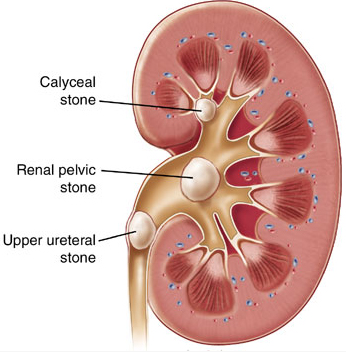 Calyceal
stone
Renal pelvic
stone
Upper ureteral
stone